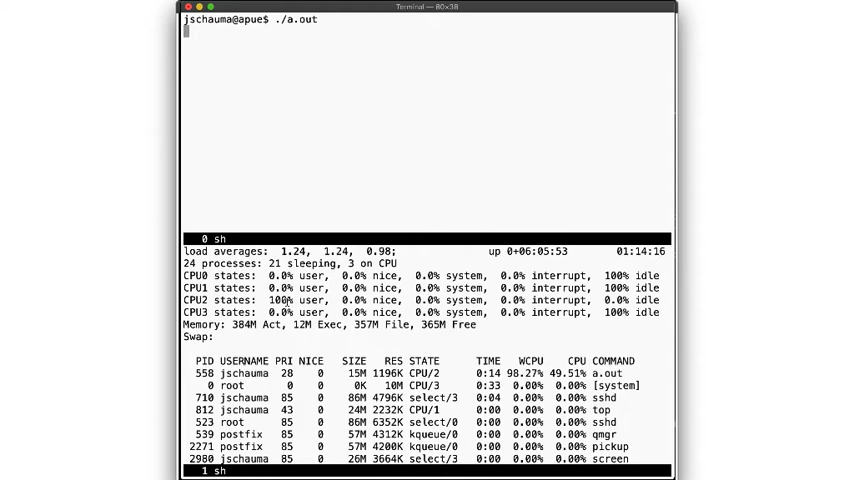 Terminal — 80×38
jschauma@apue$ ./a.out
0 sh
load averages:  1.24,  1.24,  0.98;               up 0+06:05:53        01:14:16
24 processes: 21 sleeping, 3 on CPU
CPU0 states:  0.0% user,  0.0% nice,  0.0% system,  0.0% interrupt,  100% idle
CPU1 states:  0.0% user,  0.0% nice,  0.0% system,  0.0% interrupt,  100% idle
CPU2 states:  100% user,  0.0% nice,  0.0% system,  0.0% interrupt,  0.0% idle
CPU3 states:  0.0% user,  0.0% nice,  0.0% system,  0.0% interrupt,  100% idle
Memory: 384M Act, 12M Exec, 357M File, 365M Free
Swap:
PID USERNAME PRI NICE   SIZE   RES STATE      TIME   WCPU    CPU COMMAND
558 jschauma  28    0    15M 1196K CPU/2      0:14 98.27% 49.51% a.out
0 root       0    0     0K   10M CPU/3      0:33  0.00%  0.00% [system]
710 jschauma  85    0    86M 4796K select/3   0:04  0.00%  0.00% sshd
812 jschauma  43    0    24M 2232K CPU/1      0:00  0.00%  0.00% top
523 root      85    0    86M 6352K select/0   0:00  0.00%  0.00% sshd
539 postfix   85    0    57M 4312K kqueue/0   0:00  0.00%  0.00% qmgr
2271 postfix   85    0    57M 4200K kqueue/0   0:00  0.00%  0.00% pickup
2980 jschauma  85    0    26M 3664K select/3   0:00  0.00%  0.00% screen
1 sh